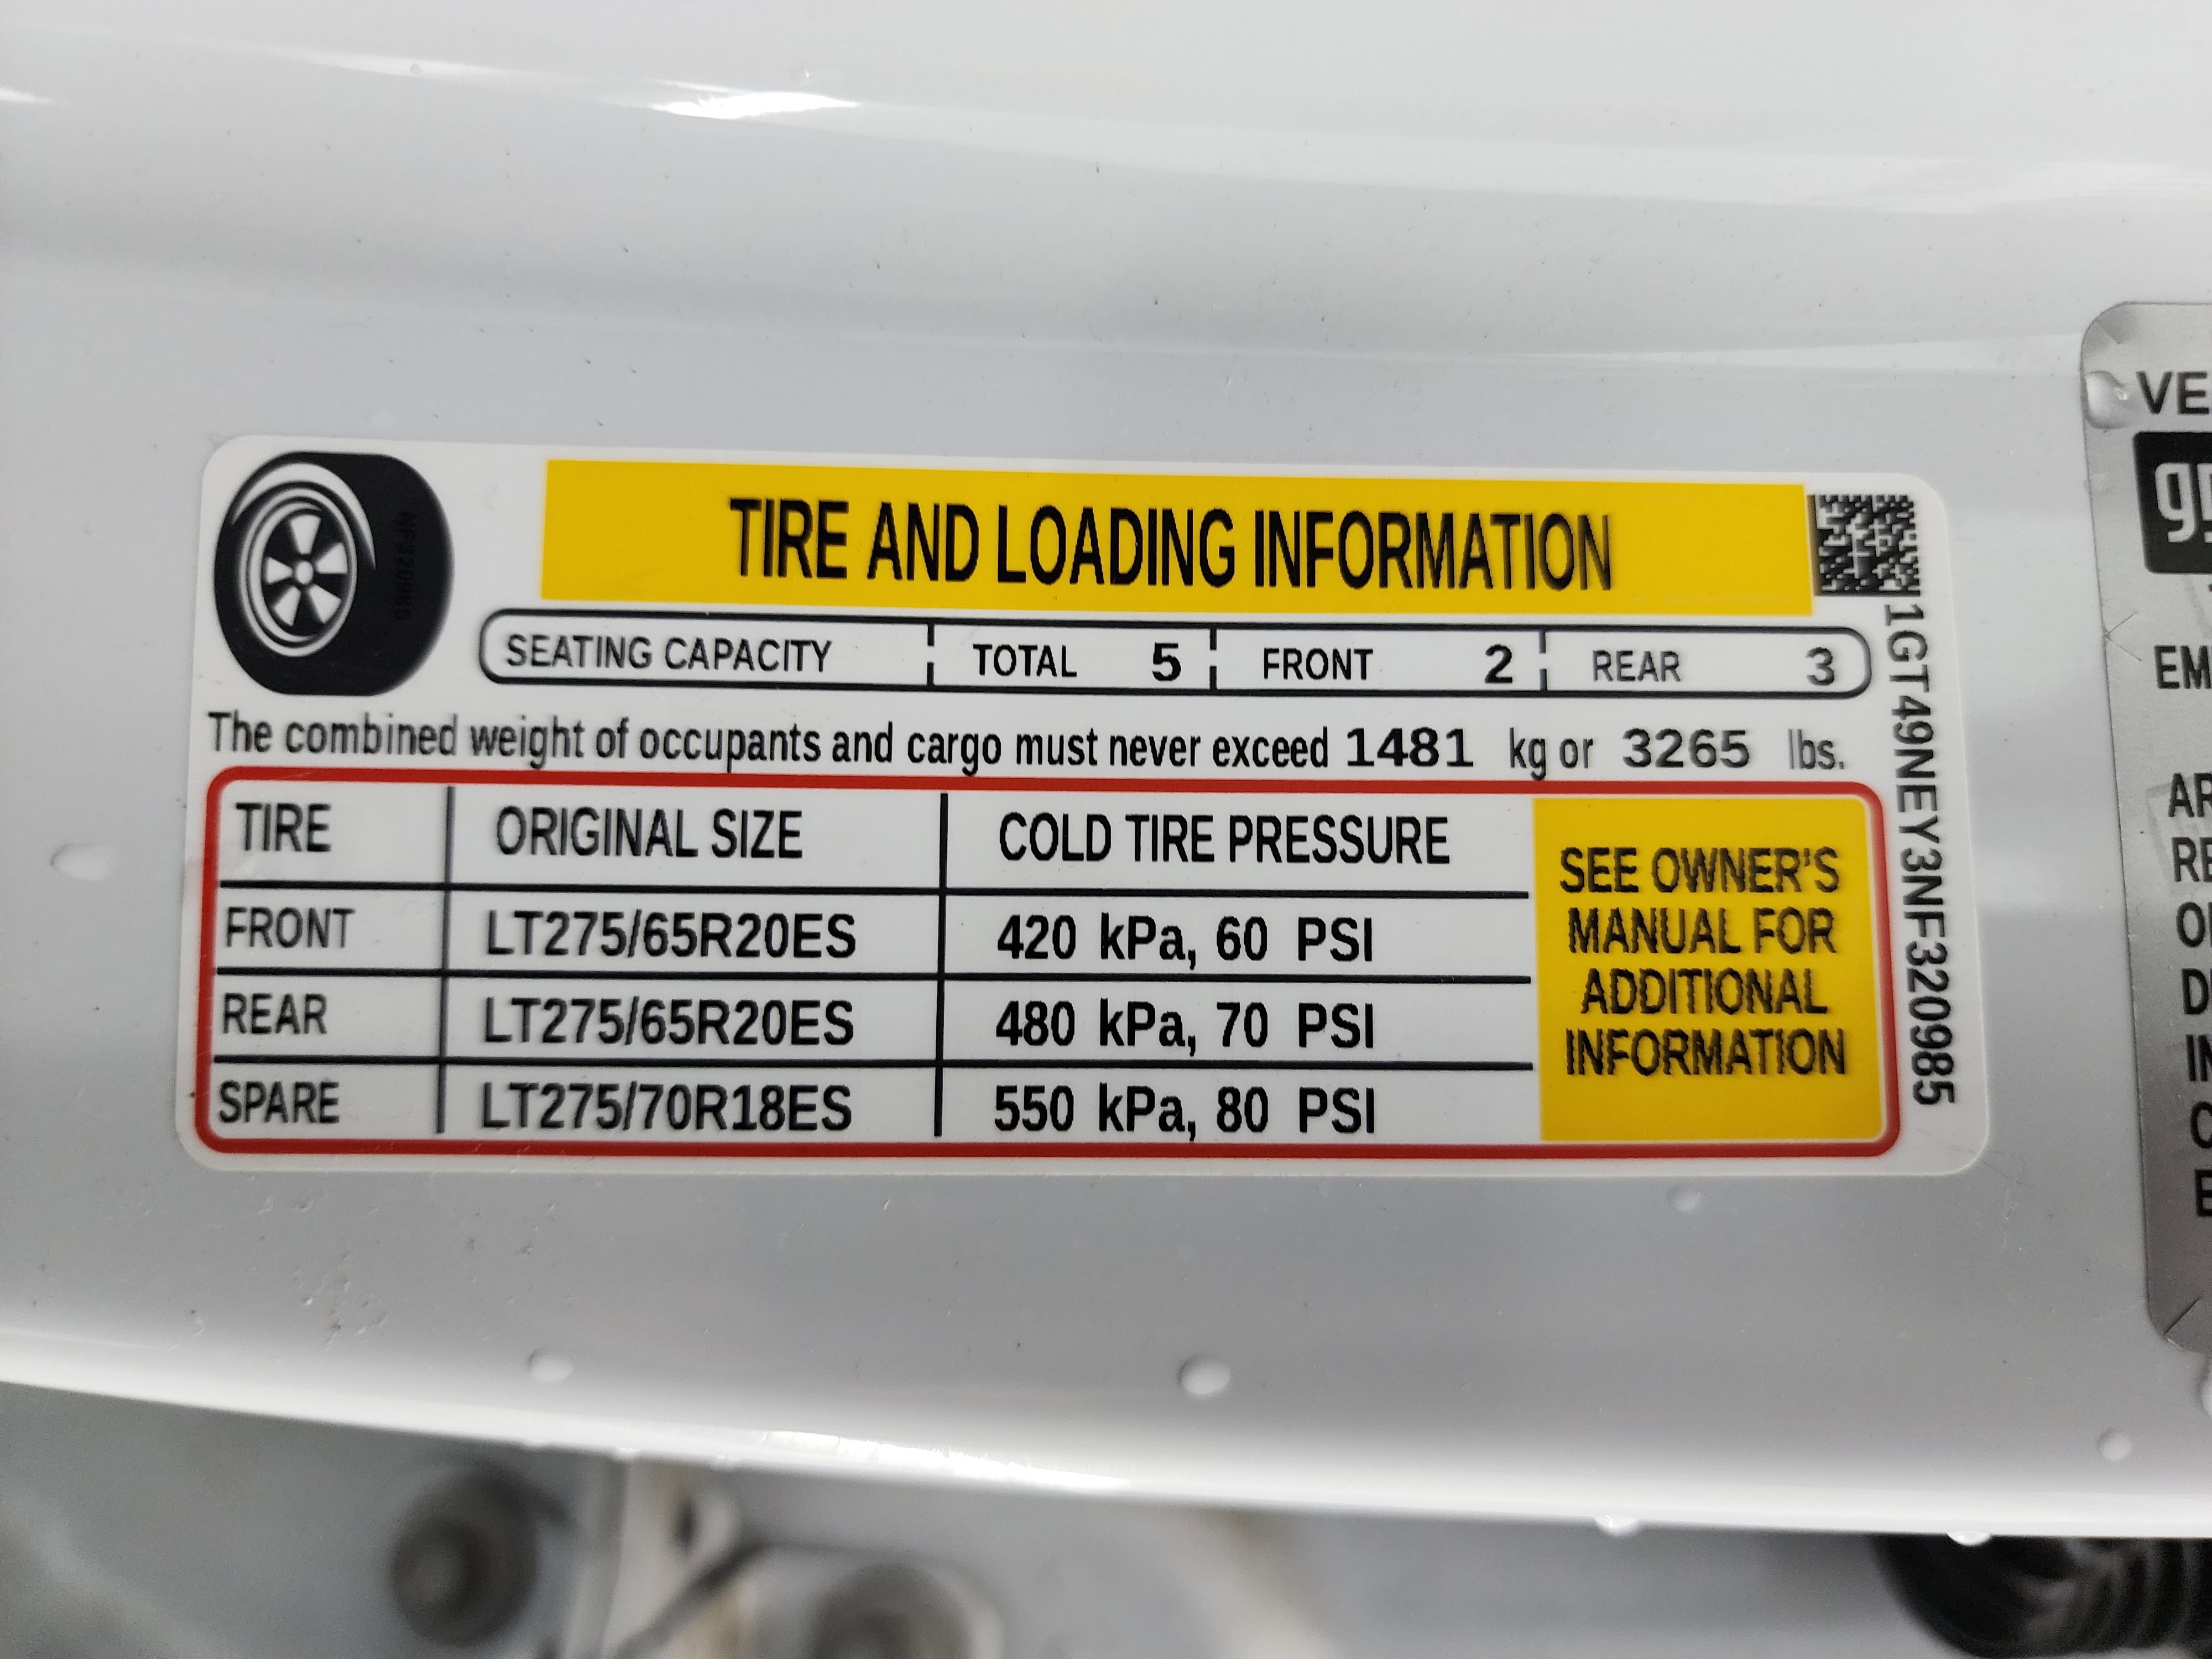 TIRE AND LOADING INFORMATION
SEATING CAPACITY TOTAL 5 FRONT 2 REAR 3
The combined weight of occupants and cargo must never exceed 1481 kg or 3265 lbs.
TIRE ORIGINAL SIZE COLD TIRE PRESSURE
FRONT LT275/65R20ES 420 kPa, 60 PSI
REAR LT275/65R20ES 480 kPa, 70 PSI
SPARE LT275/70R18ES 550 kPa, 80 PSI
SEE OWNER'S
MANUAL FOR
ADDITIONAL
INFORMATION
1GT49NEY3NF320985
NF320985
VE
EM
AR
RE
D